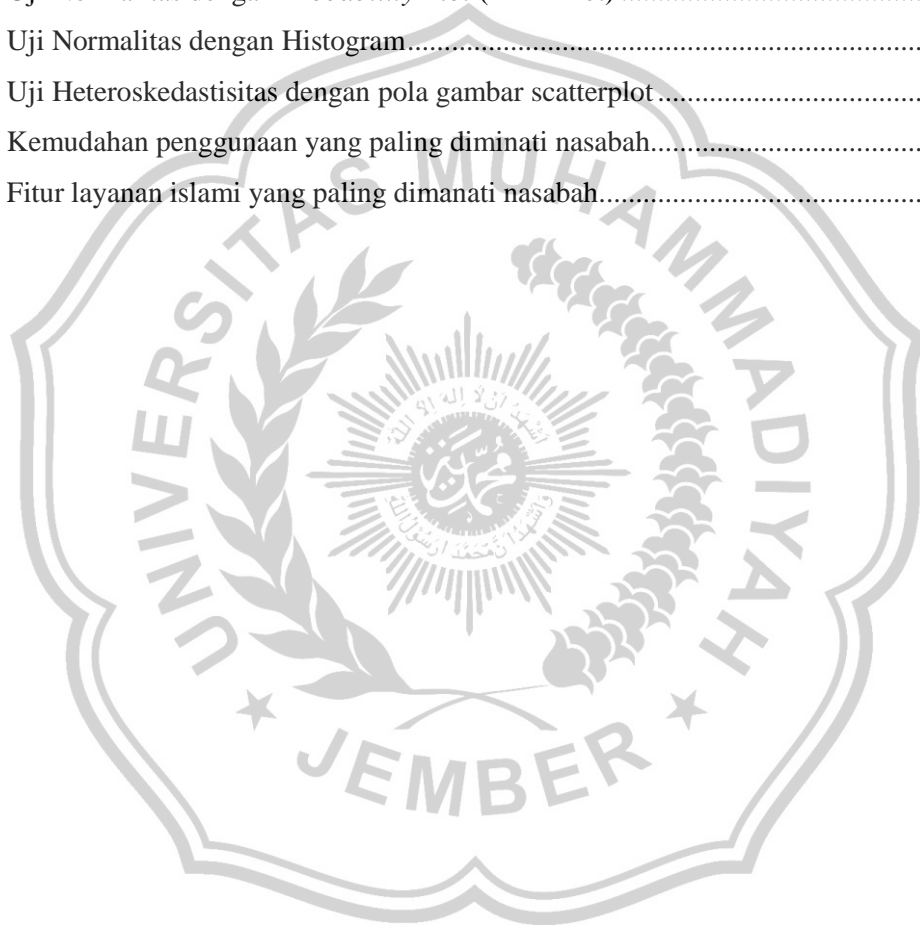 Uji Normalitas dengan Histogram
Uji Heteroskedastisitas dengan pola gambar scatterplot
Kemudahan penggunaan yang paling diminati nasabah
Fitur layanan islami yang paling dimanati nasabah
UNIVERSITAS MUHAMMADIYAH
JEMBER